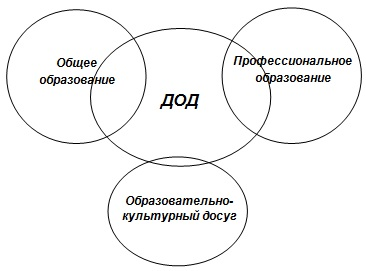 Общее
образование
Профессиональное
образование
ДОД
Образовательно-
культурный досуг